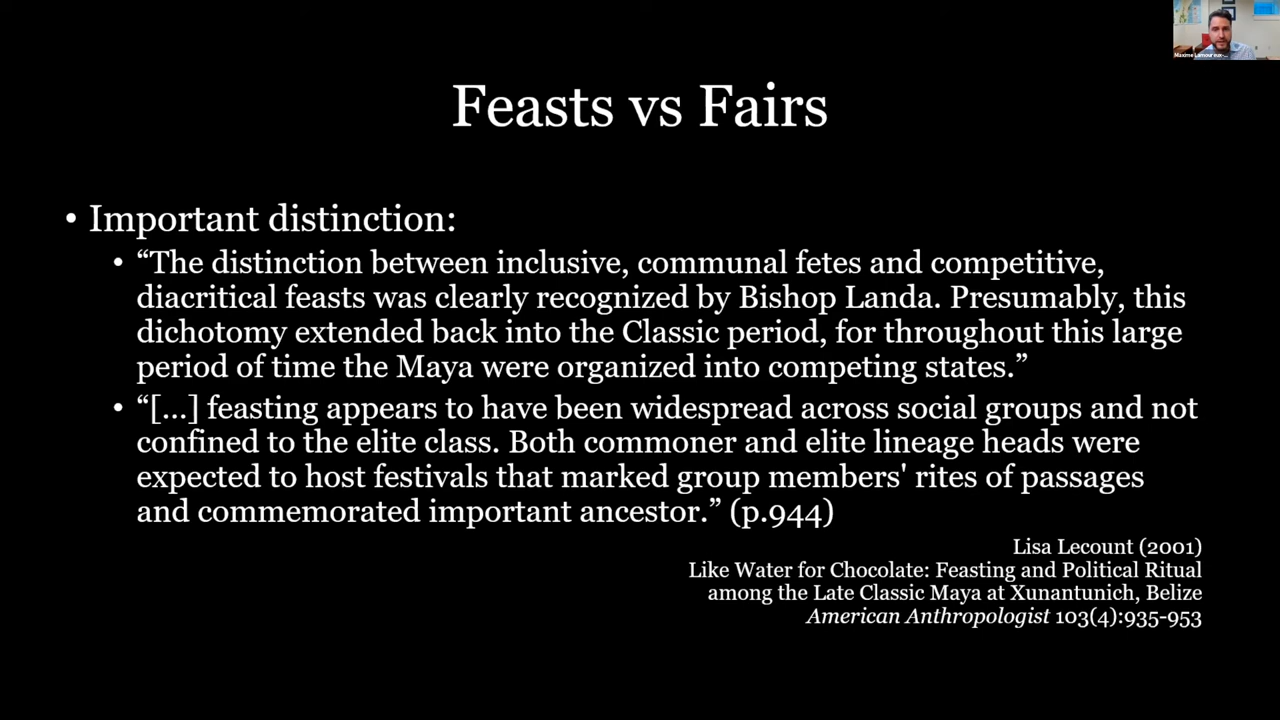 Maxime Lamoureux-...
Feasts vs Fairs
• Important distinction:
• “The distinction between inclusive, communal fetes and competitive,
diacritical feasts was clearly recognized by Bishop Landa. Presumably, this
dichotomy extended back into the Classic period, for throughout this large
period of time the Maya were organized into competing states.”
• “[…] feasting appears to have been widespread across social groups and not
confined to the elite class. Both commoner and elite lineage heads were
expected to host festivals that marked group members' rites of passages
and commemorated important ancestor.” (p.944)
Lisa Lecount (2001)
Like Water for Chocolate: Feasting and Political Ritual
among the Late Classic Maya at Xunantunich, Belize
American Anthropologist 103(4):935-953